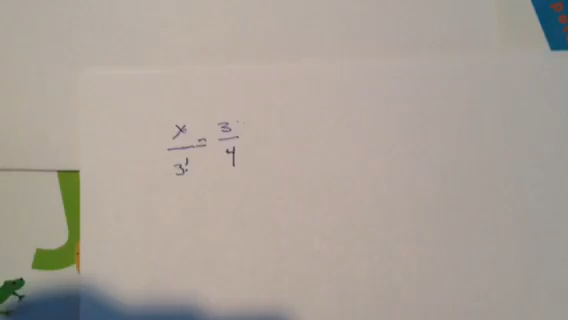 x/3! = 3/4